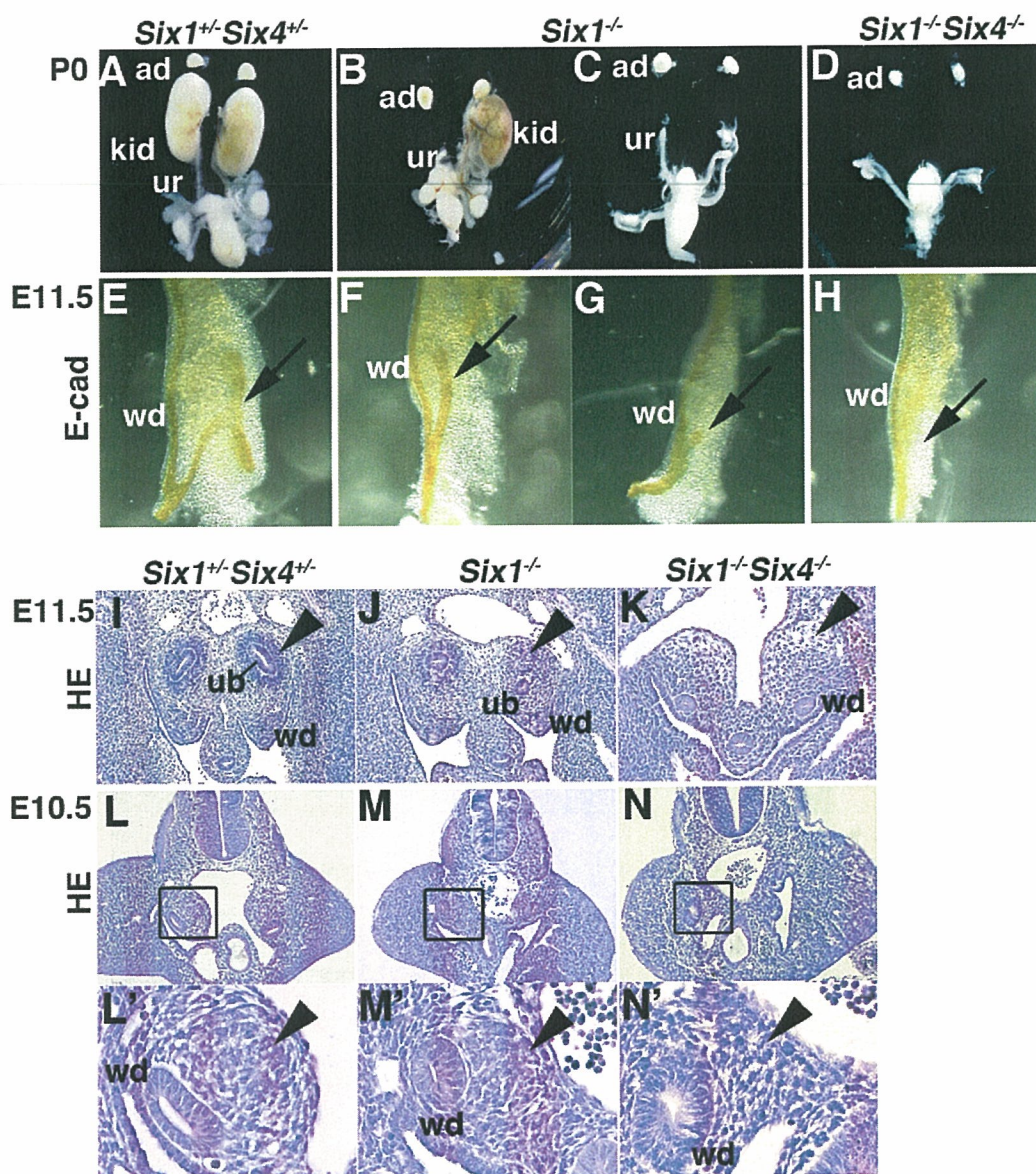 Six1+/-Six4+/- Six1-/- Six1-/-Six4-/-
P0 A ad kid ur B ad ur kid C ad ur D ad
E11.5 E-cad E wd F wd G wd H wd
Six1+/-Six4+/- Six1-/- Six1-/-Six4-/-
E11.5 HE I ub wd J ub wd K wd
E10.5 HE L M N
L' wd M' wd N' wd